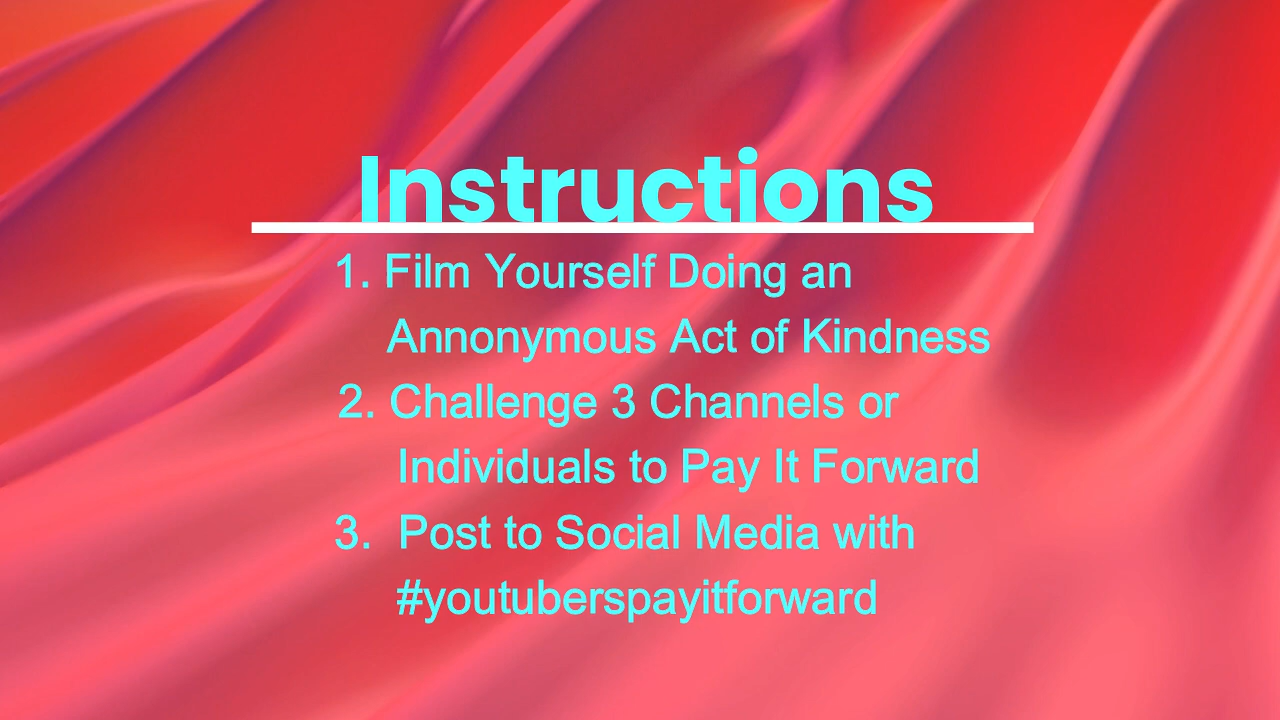 Instructions
1. Film Yourself Doing an
Annonymous Act of Kindness
2. Challenge 3 Channels or
Individuals to Pay It Forward
3. Post to Social Media with
#youtuberspayitforward